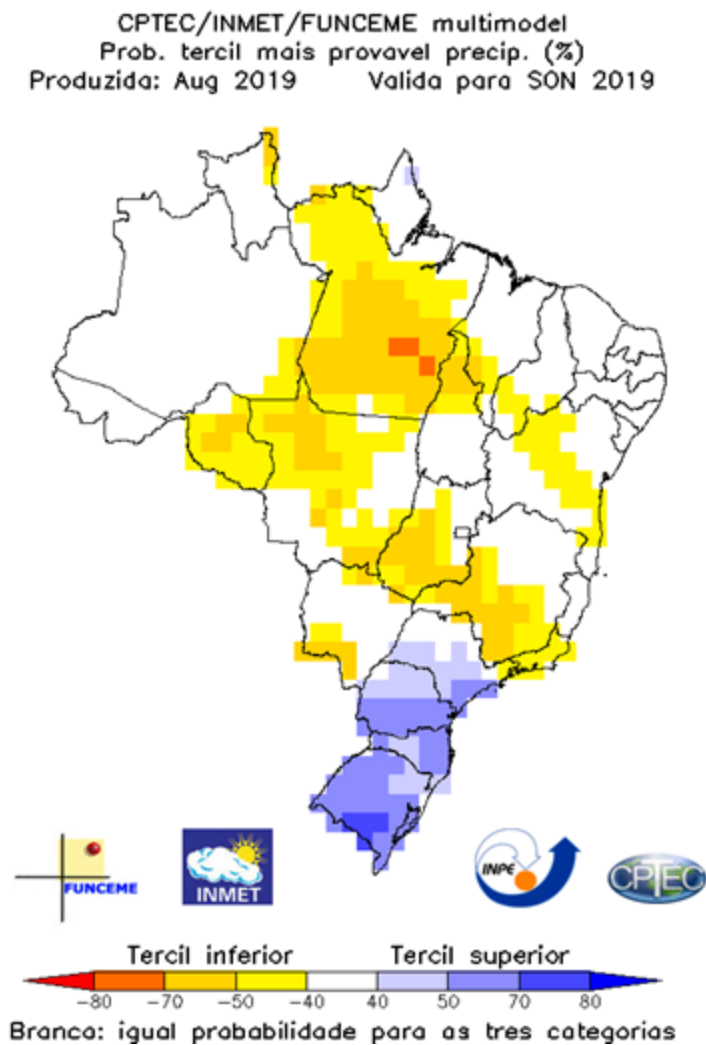 CPTEC/INMET/FUNCEME multimodel
Prob. tercil mais provavel precip. (%)
Produzida: Aug 2019 Valida para SON 2019
FUNCEME
INMET
INPE
CPTEC
Tercil inferior Tercil superior
-80 -70 -50 -40 40 50 70 80
Branca: igual probabilidade para as tres categorias